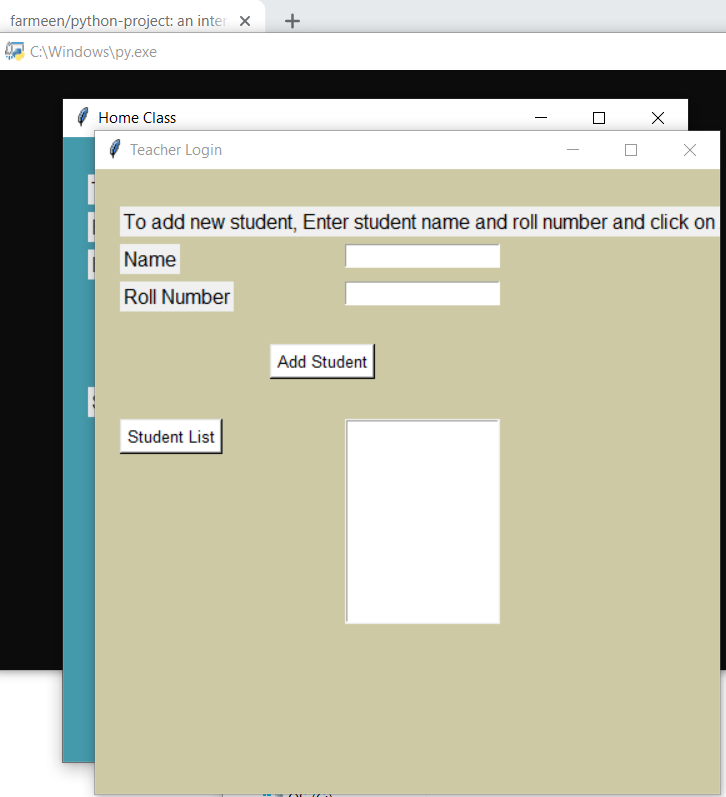 farmeen/python-project: an inter
C:\Windows\py.exe
Home Class
Teacher Login
To add new student, Enter student name and roll number and click on
Name
Roll Number
Add Student
Student List